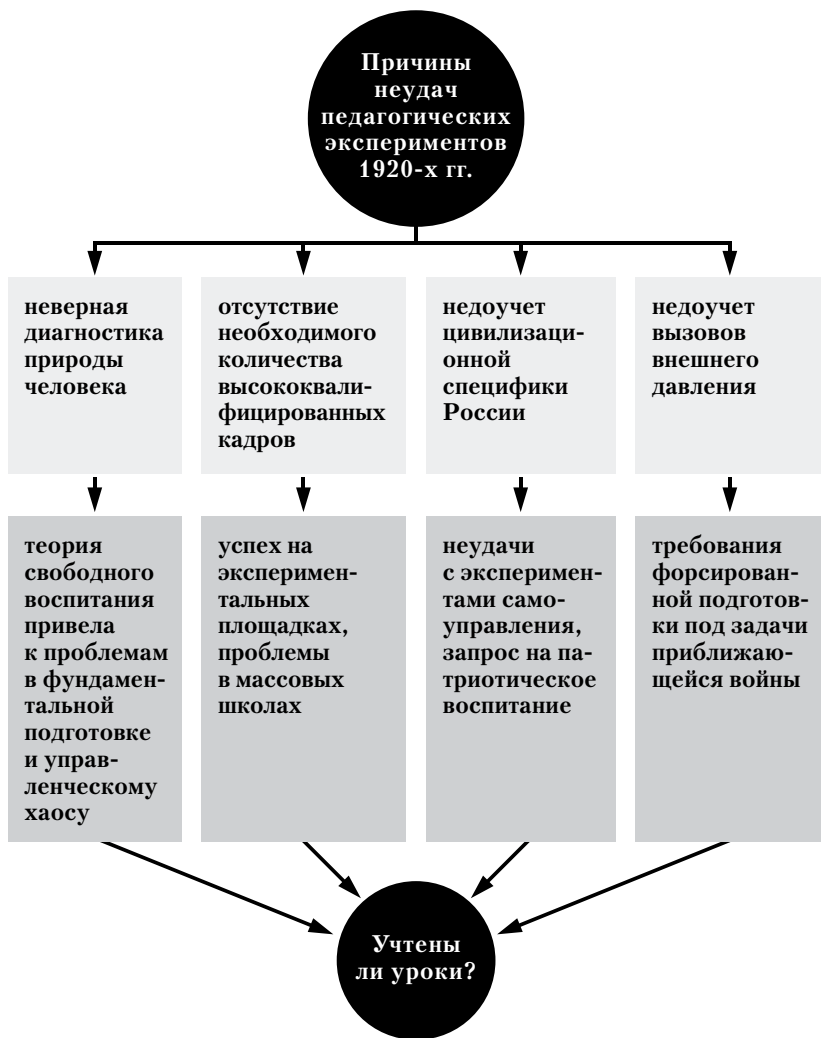 Причины
неудач
педагогических
экспериментов
1920-х гг.
неверная
диагностика
природы
человека
отсутствие
необходимого
количества
высококвали-
фицированных
кадров
недоучет
цивилизаци-
онной
специфики
России
недоучет
вызовов
внешнего
давления
теория
свободного
воспитания
привела
к проблемам
в фундамен-
тальной
подготовке
и управ-
ленческому
хаосу
успех на
эксперимен-
тальных
площадках,
проблемы
в массовых
школах
неудачи
с эксперимен-
тами само-
управления,
запрос на па-
триотическое
воспитание
требования
форсирован-
ной подготов-
ки под задачи
приближаю-
щейся войны
Учтены
ли уроки?